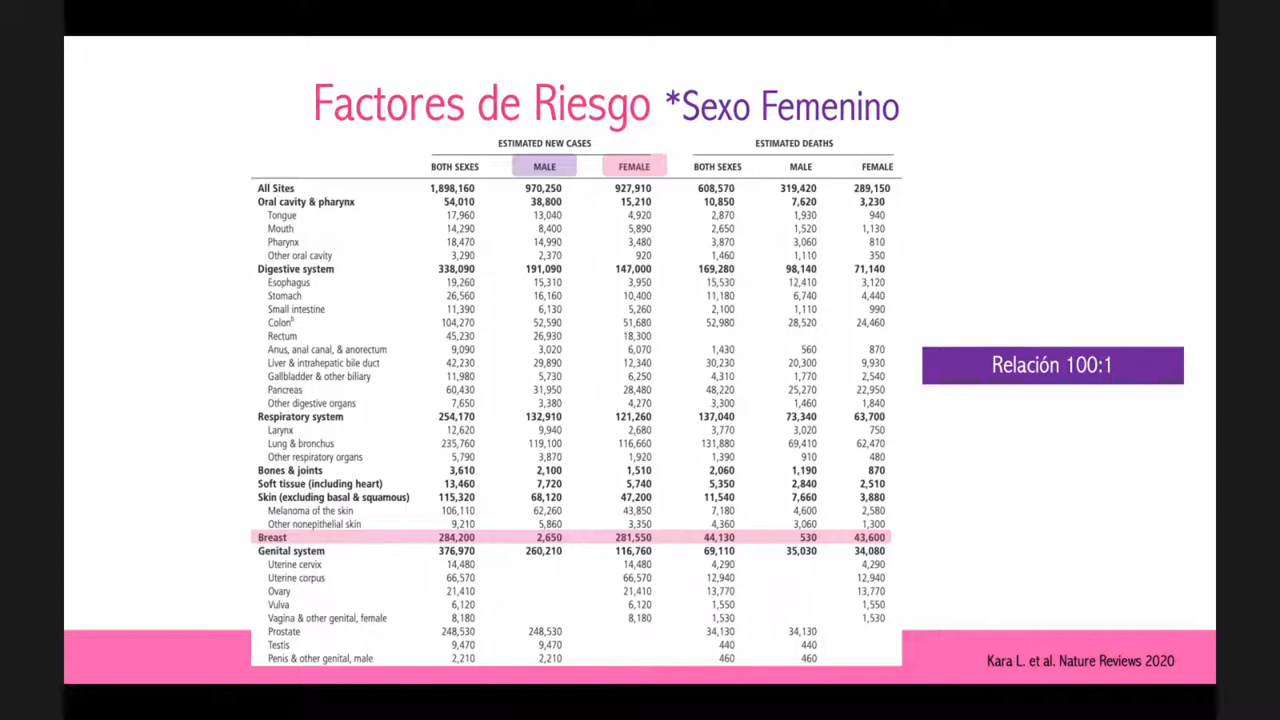 Factores de Riesgo *Sexo Femenino
ESTIMATED NEW CASES ESTIMATED DEATHS
BOTH SEXES MALE FEMALE BOTH SEXES MALE FEMALE
All Sites 1,898,160 970,250 927,910 608,570 319,420 289,150
Oral cavity & pharynx 54,010 38,800 15,210 10,850 7,620 3,230
Tongue 17,960 13,040 4,920 2,870 1,930 940
Mouth 14,290 8,400 5,890 2,650 1,520 1,130
Pharynx 18,470 14,990 3,480 3,870 3,060 810
Other oral cavity 3,290 2,370 920 1,460 1,110 350
Digestive system 338,090 191,090 147,000 169,280 98,140 71,140
Esophagus 19,260 15,310 3,950 15,530 12,410 3,120
Stomach 26,560 16,160 10,400 11,180 6,740 4,440
Small intestine 11,390 6,130 5,260 2,100 1,110 990
Colonb 104,270 52,590 51,680 52,980 28,520 24,460
Rectum 45,230 26,930 18,300
Anus, anal canal, & anorectum 9,090 3,020 6,070 1,430 560 870
Liver & intrahepatic bile duct 42,230 29,890 12,340 30,230 20,300 9,930
Gallbladder & other biliary 11,980 5,730 6,250 4,310 1,770 2,540
Pancreas 60,430 31,950 28,480 48,220 25,270 22,950
Other digestive organs 7,650 3,380 4,270 3,300 1,460 1,840
Respiratory system 254,170 132,910 121,260 137,040 73,340 63,700
Larynx 12,620 9,940 2,680 3,770 3,020 750
Lung & bronchus 235,760 119,100 116,660 131,880 69,410 62,470
Other respiratory organs 5,790 3,870 1,920 1,390 910 480
Bones & joints 3,610 2,100 1,510 2,060 1,190 870
Soft tissue (including heart) 13,460 7,720 5,740 5,350 2,840 2,510
Skin (excluding basal & squamous) 115,320 68,120 47,200 11,540 7,660 3,880
Melanoma of the skin 106,110 62,260 43,850 7,180 4,600 2,580
Other nonepithelial skin 9,210 5,860 3,350 4,360 3,060 1,300
Breast 284,200 2,650 281,550 44,130 530 43,600
Genital system 376,970 260,210 116,760 69,110 35,030 34,080
Uterine cervix 14,480 14,480 4,290 4,290
Uterine corpus 66,570 66,570 12,940 12,940
Ovary 21,410 21,410 13,770 13,770
Vulva 6,120 6,120 1,550 1,550
Vagina & other genital, female 8,180 8,180 1,530 1,530
Prostate 248,530 248,530 34,130 34,130
Testis 9,470 9,470 440 440
Penis & other genital, male 2,210 2,210 460 460
Relación 100:1
Kara L. et al. Nature Reviews 2020